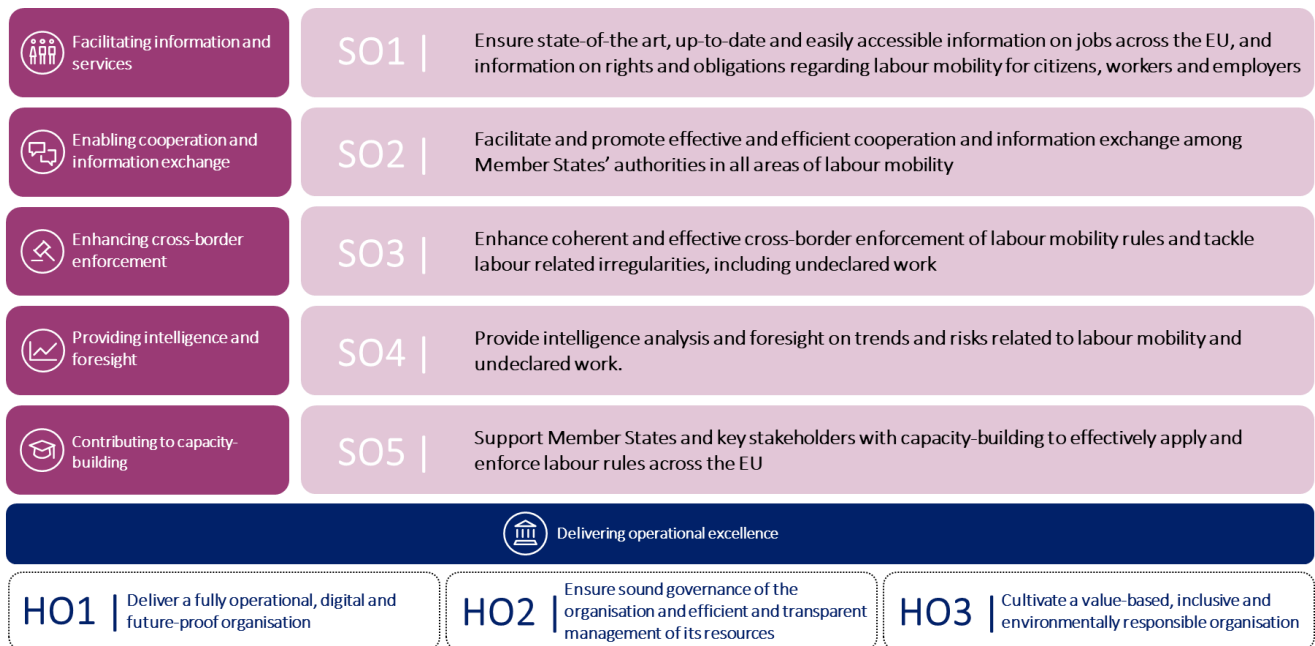 Facilitating information and
services
SO1
Ensure state-of-the art, up-to-date and easily accessible information on jobs across the EU, and
information on rights and obligations regarding labour mobility for citizens, workers and employers
Enabling cooperation and
information exchange
SO2
Facilitate and promote effective and efficient cooperation and information exchange among
Member States’ authorities in all areas of labour mobility
Enhancing cross-border
enforcement
SO3
Enhance coherent and effective cross-border enforcement of labour mobility rules and tackle
labour related irregularities, including undeclared work
Providing intelligence and
foresight
SO4
Provide intelligence analysis and foresight on trends and risks related to labour mobility and
undeclared work.
Contributing to capacity-
building
SO5
Support Member States and key stakeholders with capacity-building to effectively apply and
enforce labour rules across the EU
Delivering operational excellence
HO1
Deliver a fully operational, digital and
future-proof organisation
HO2
Ensure sound governance of the
organisation and efficient and transparent
management of its resources
HO3
Cultivate a value-based, inclusive and
environmentally responsible organisation